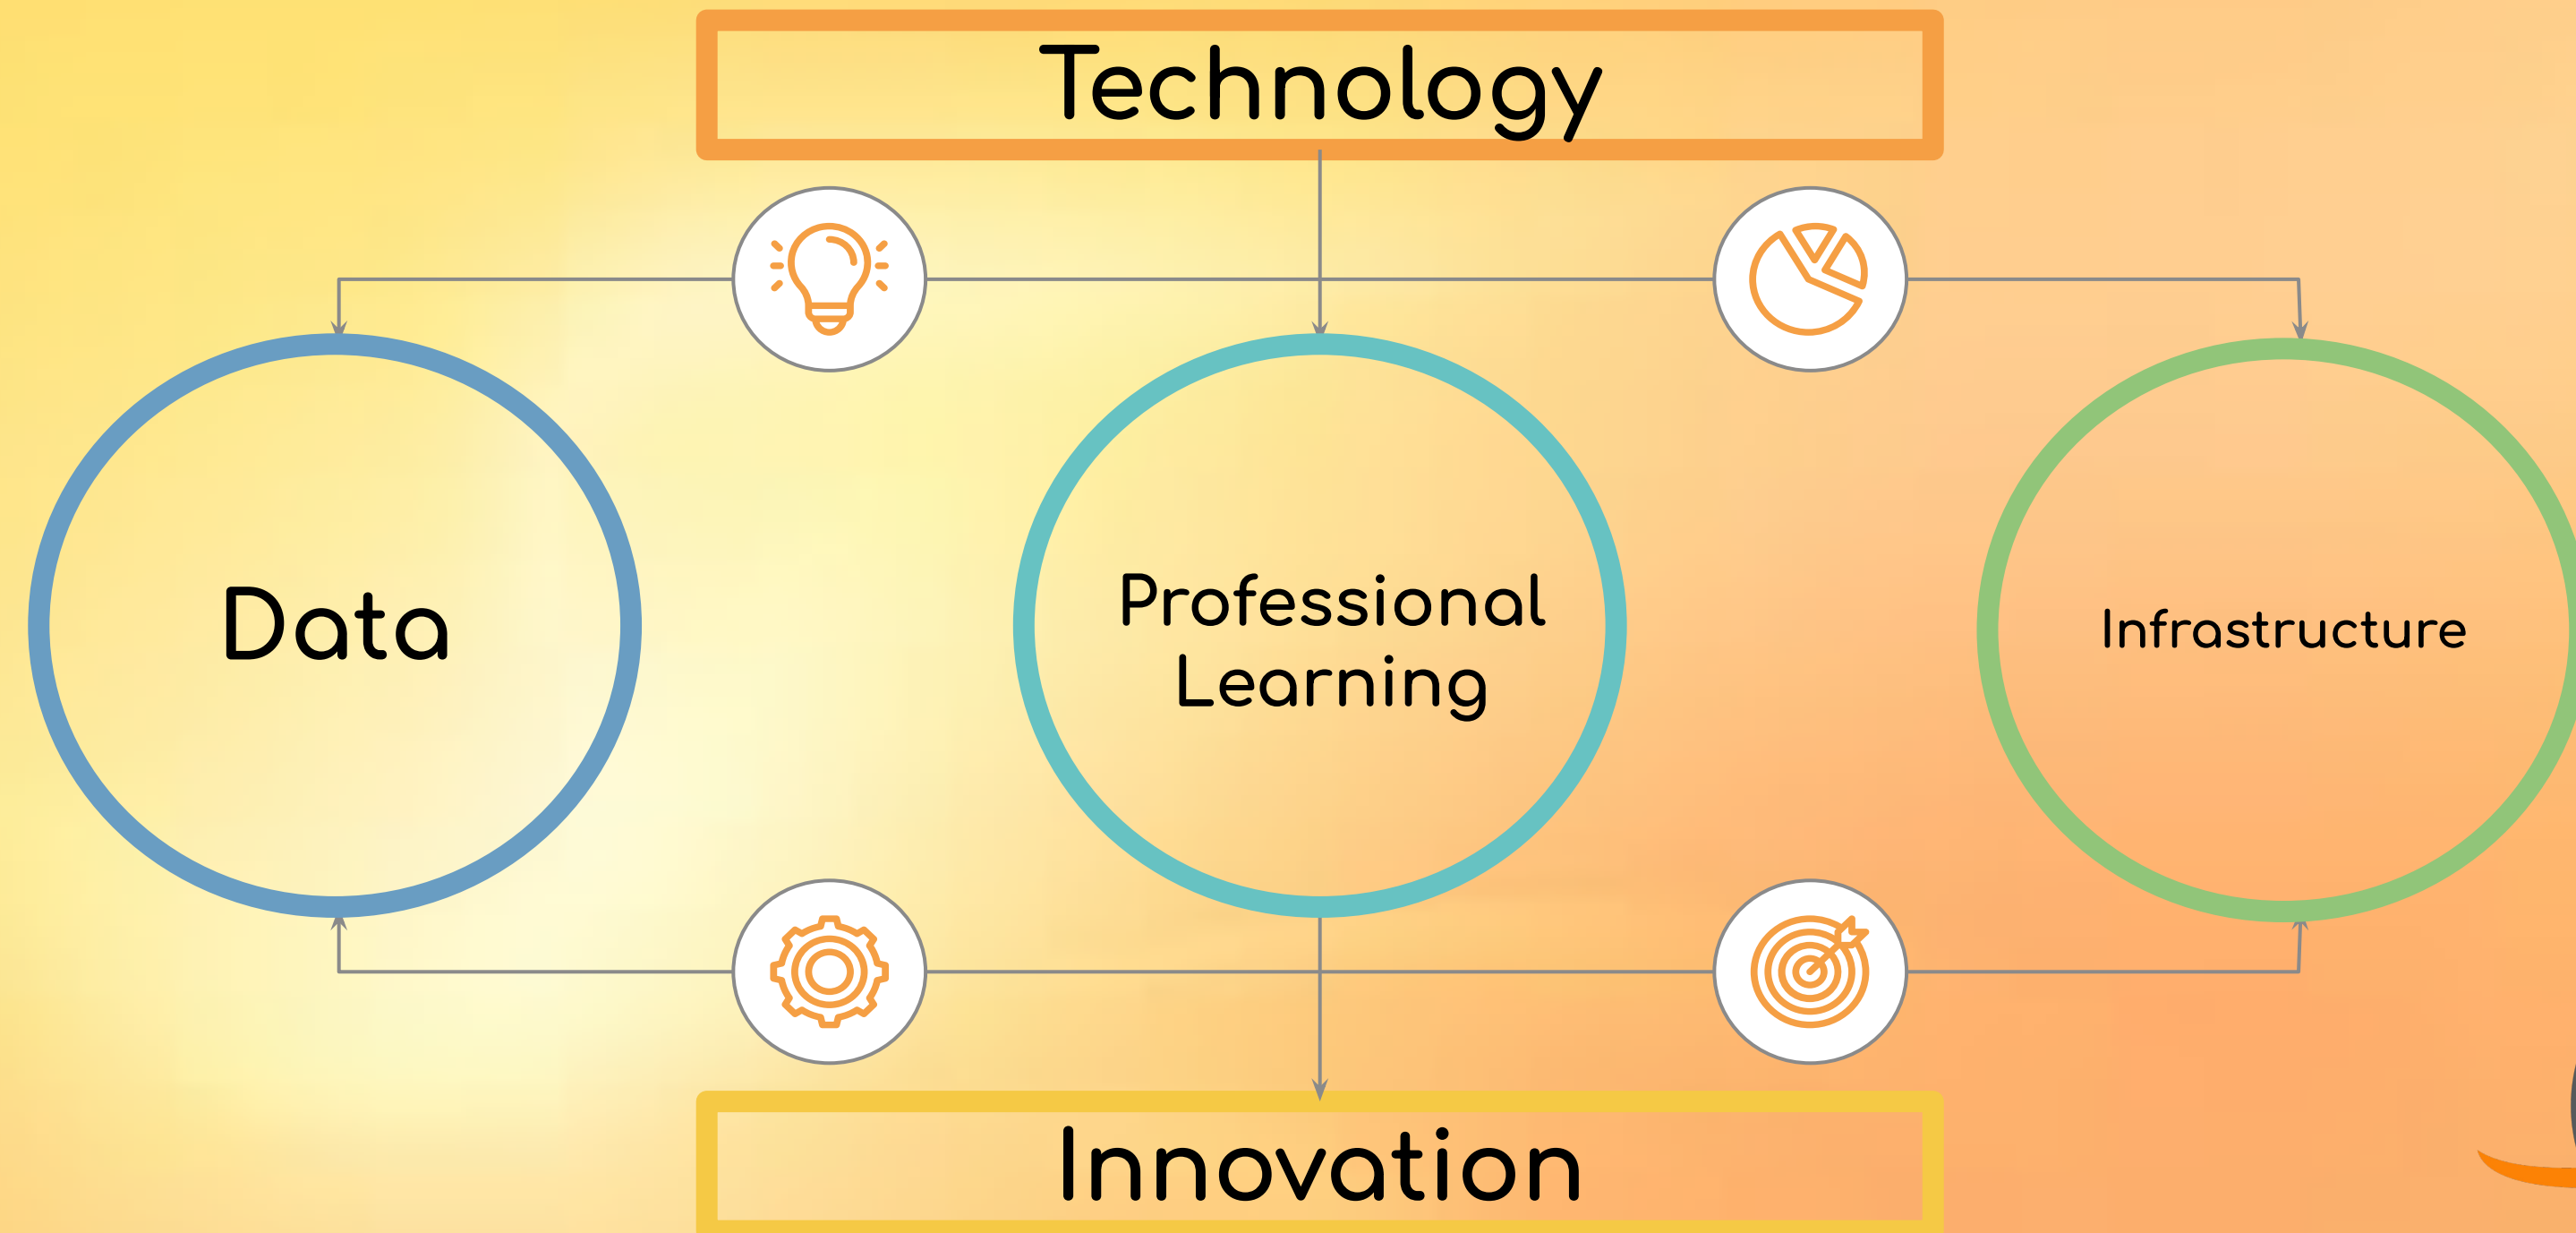 Technology
Data
Professional
Learning
Infrastructure
Innovation